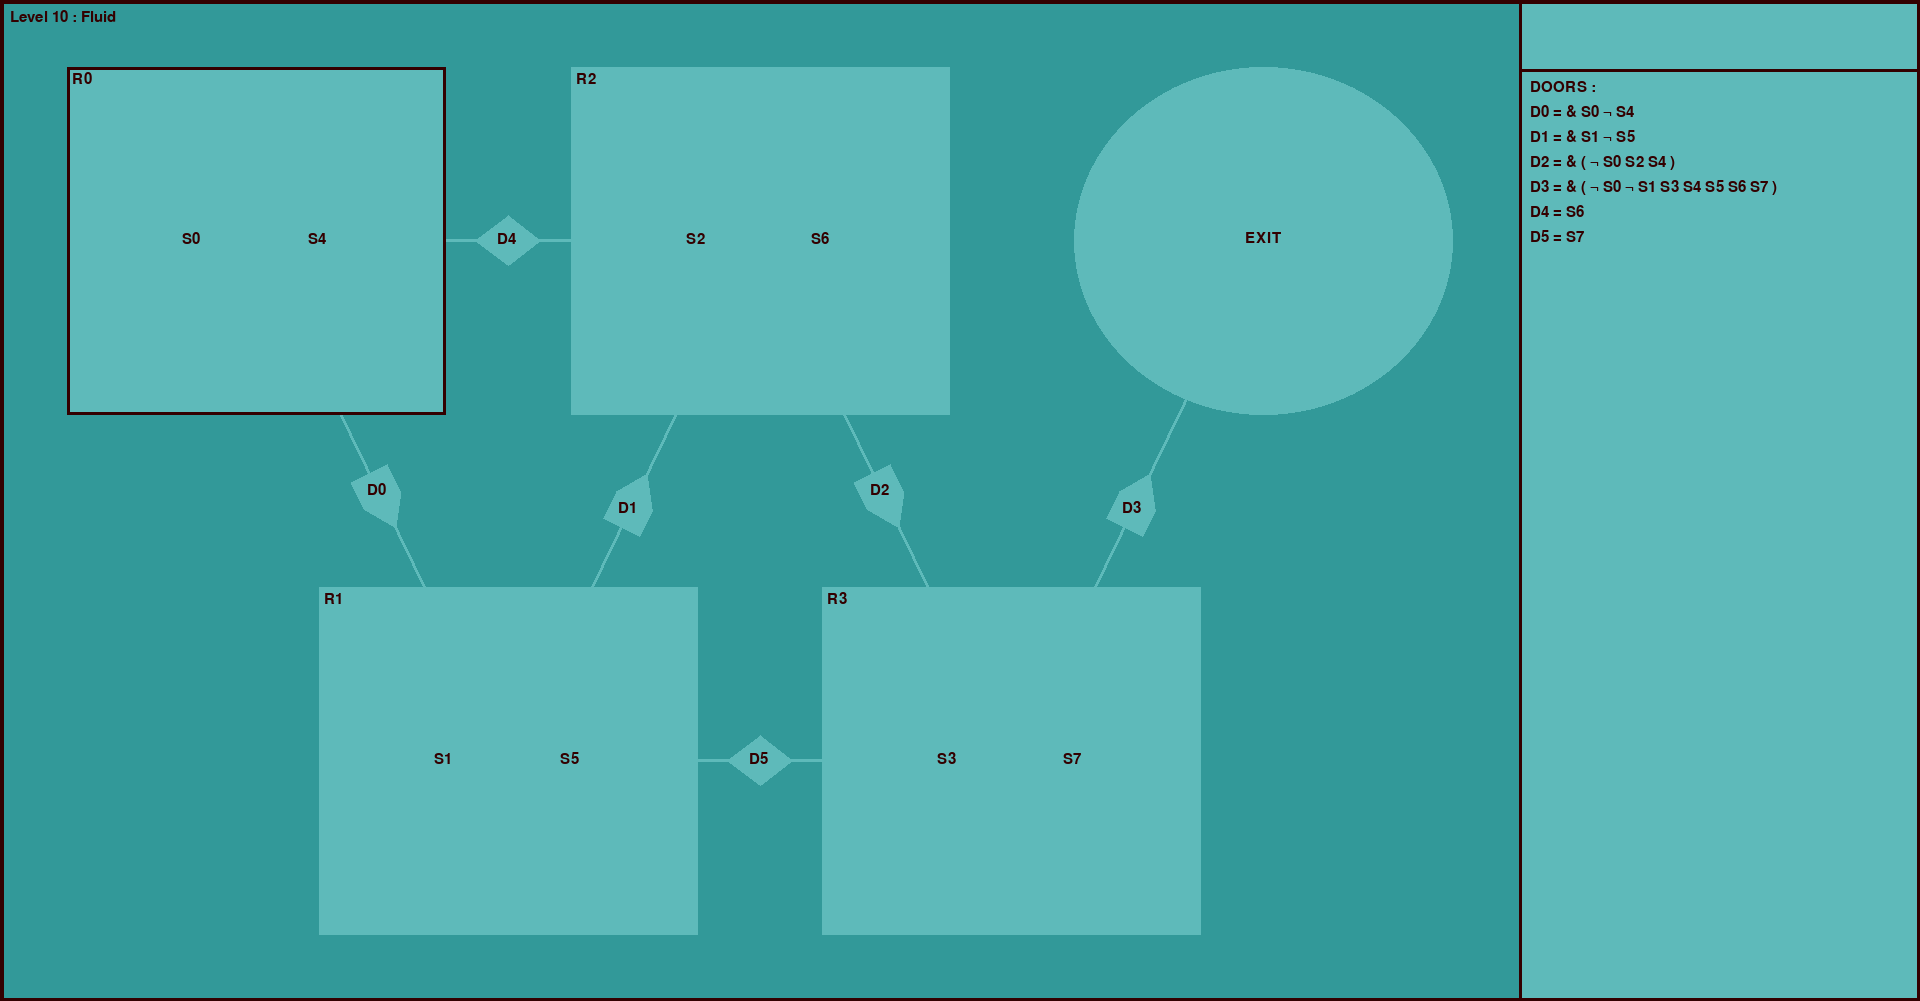 Level 10 : Fluid
R0
R2
S0
S4
D4
S2
S6
EXIT
D0
D1
D2
D3
R1
R3
S1
S5
D5
S3
S7
DOORS :
D0 = & S0 ¬ S4
D1 = & S1 ¬ S5
D2 = & ( ¬ S0 S2 S4 )
D3 = & ( ¬ S0 ¬ S1 S3 S4 S5 S6 S7 )
D4 = S6
D5 = S7